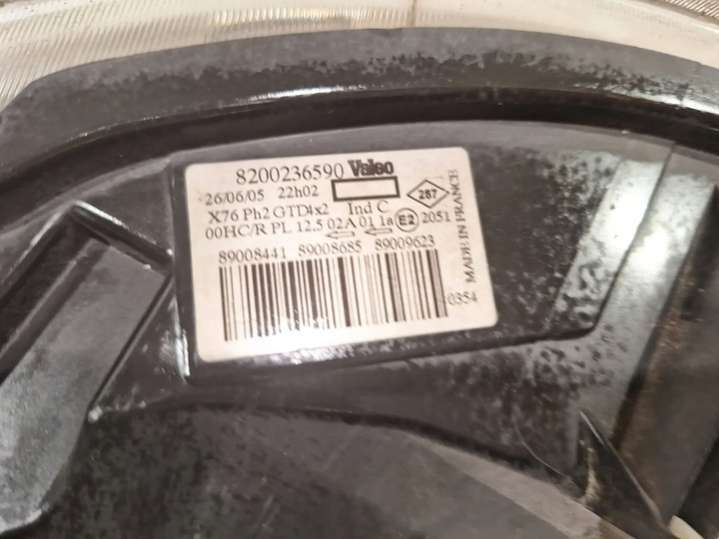 8200236590 Valeo
26/06/05 22h02
X76 Ph2 GTDix2 Ind C
00HC/R PL 12.5 02A 01 1a E2 2051
287
89008441 89008685 89009623
0354
MADE IN FRANCE